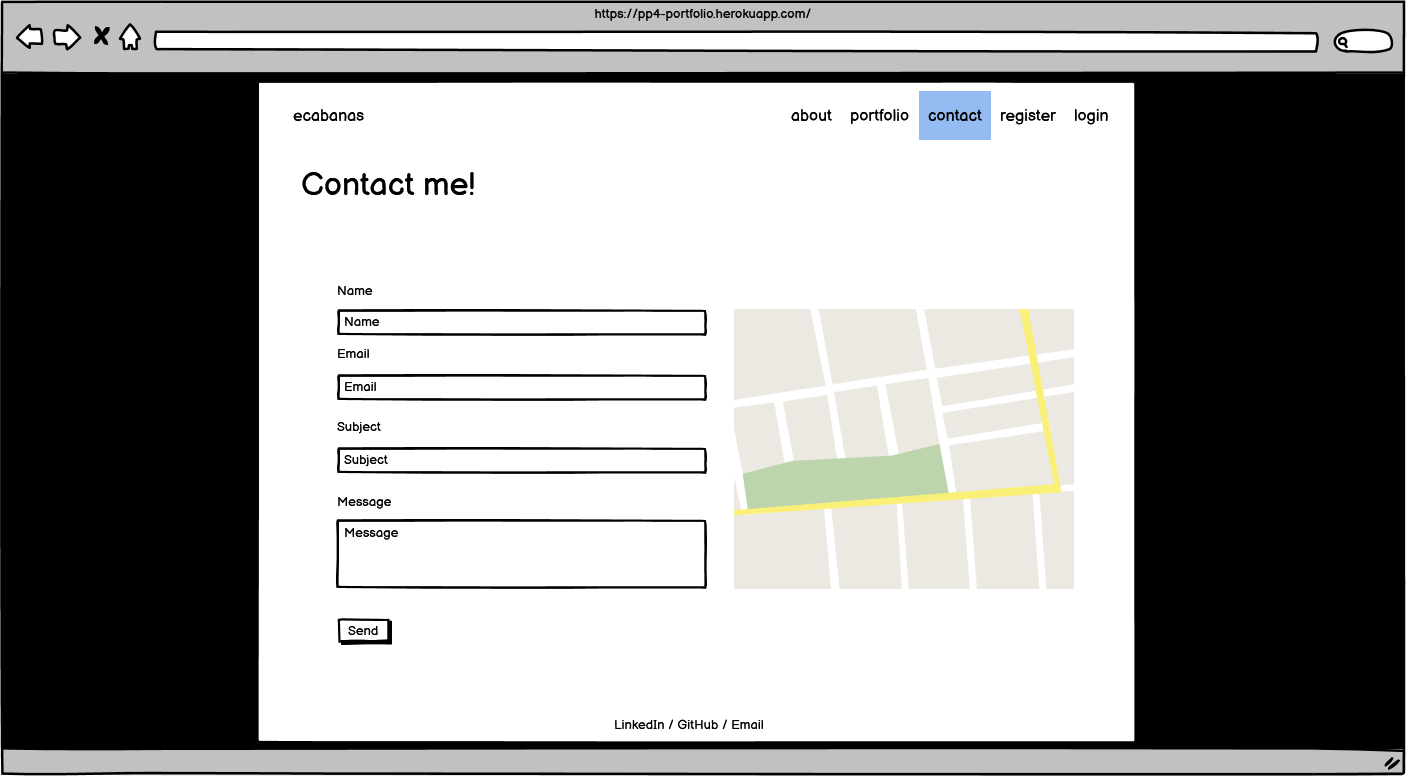 https://pp4-portfolio.herokuapp.com/
ecabanas about portfolio contact register login
Contact me!
Name
Name
Email
Email
Subject
Subject
Message
Message
Send
LinkedIn / GitHub / Email